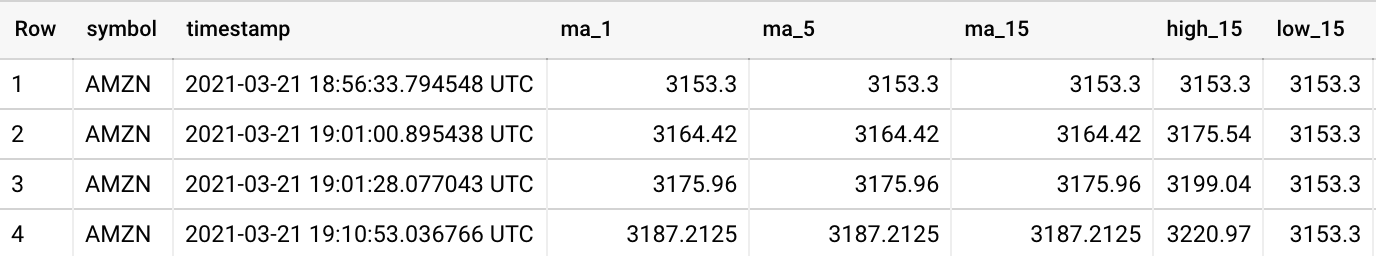 Row symbol timestamp ma_1 ma_5 ma_15 high_15 low_15
1 AMZN 2021-03-21 18:56:33.794548 UTC 3153.3 3153.3 3153.3 3153.3 3153.3
2 AMZN 2021-03-21 19:01:00.895438 UTC 3164.42 3164.42 3164.42 3175.54 3153.3
3 AMZN 2021-03-21 19:01:28.077043 UTC 3175.96 3175.96 3175.96 3199.04 3153.3
4 AMZN 2021-03-21 19:10:53.036766 UTC 3187.2125 3187.2125 3187.2125 3220.97 3153.3